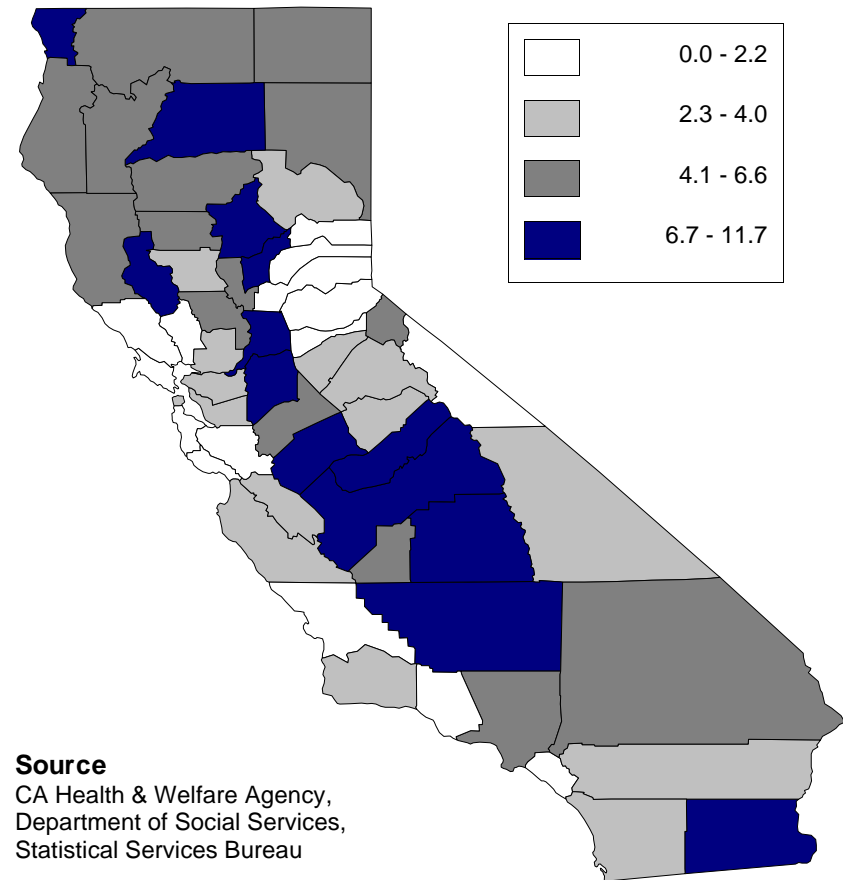 0.0 - 2.2
2.3 - 4.0
4.1 - 6.6
6.7 - 11.7
Source
CA Health & Welfare Agency,
Department of Social Services,
Statistical Services Bureau